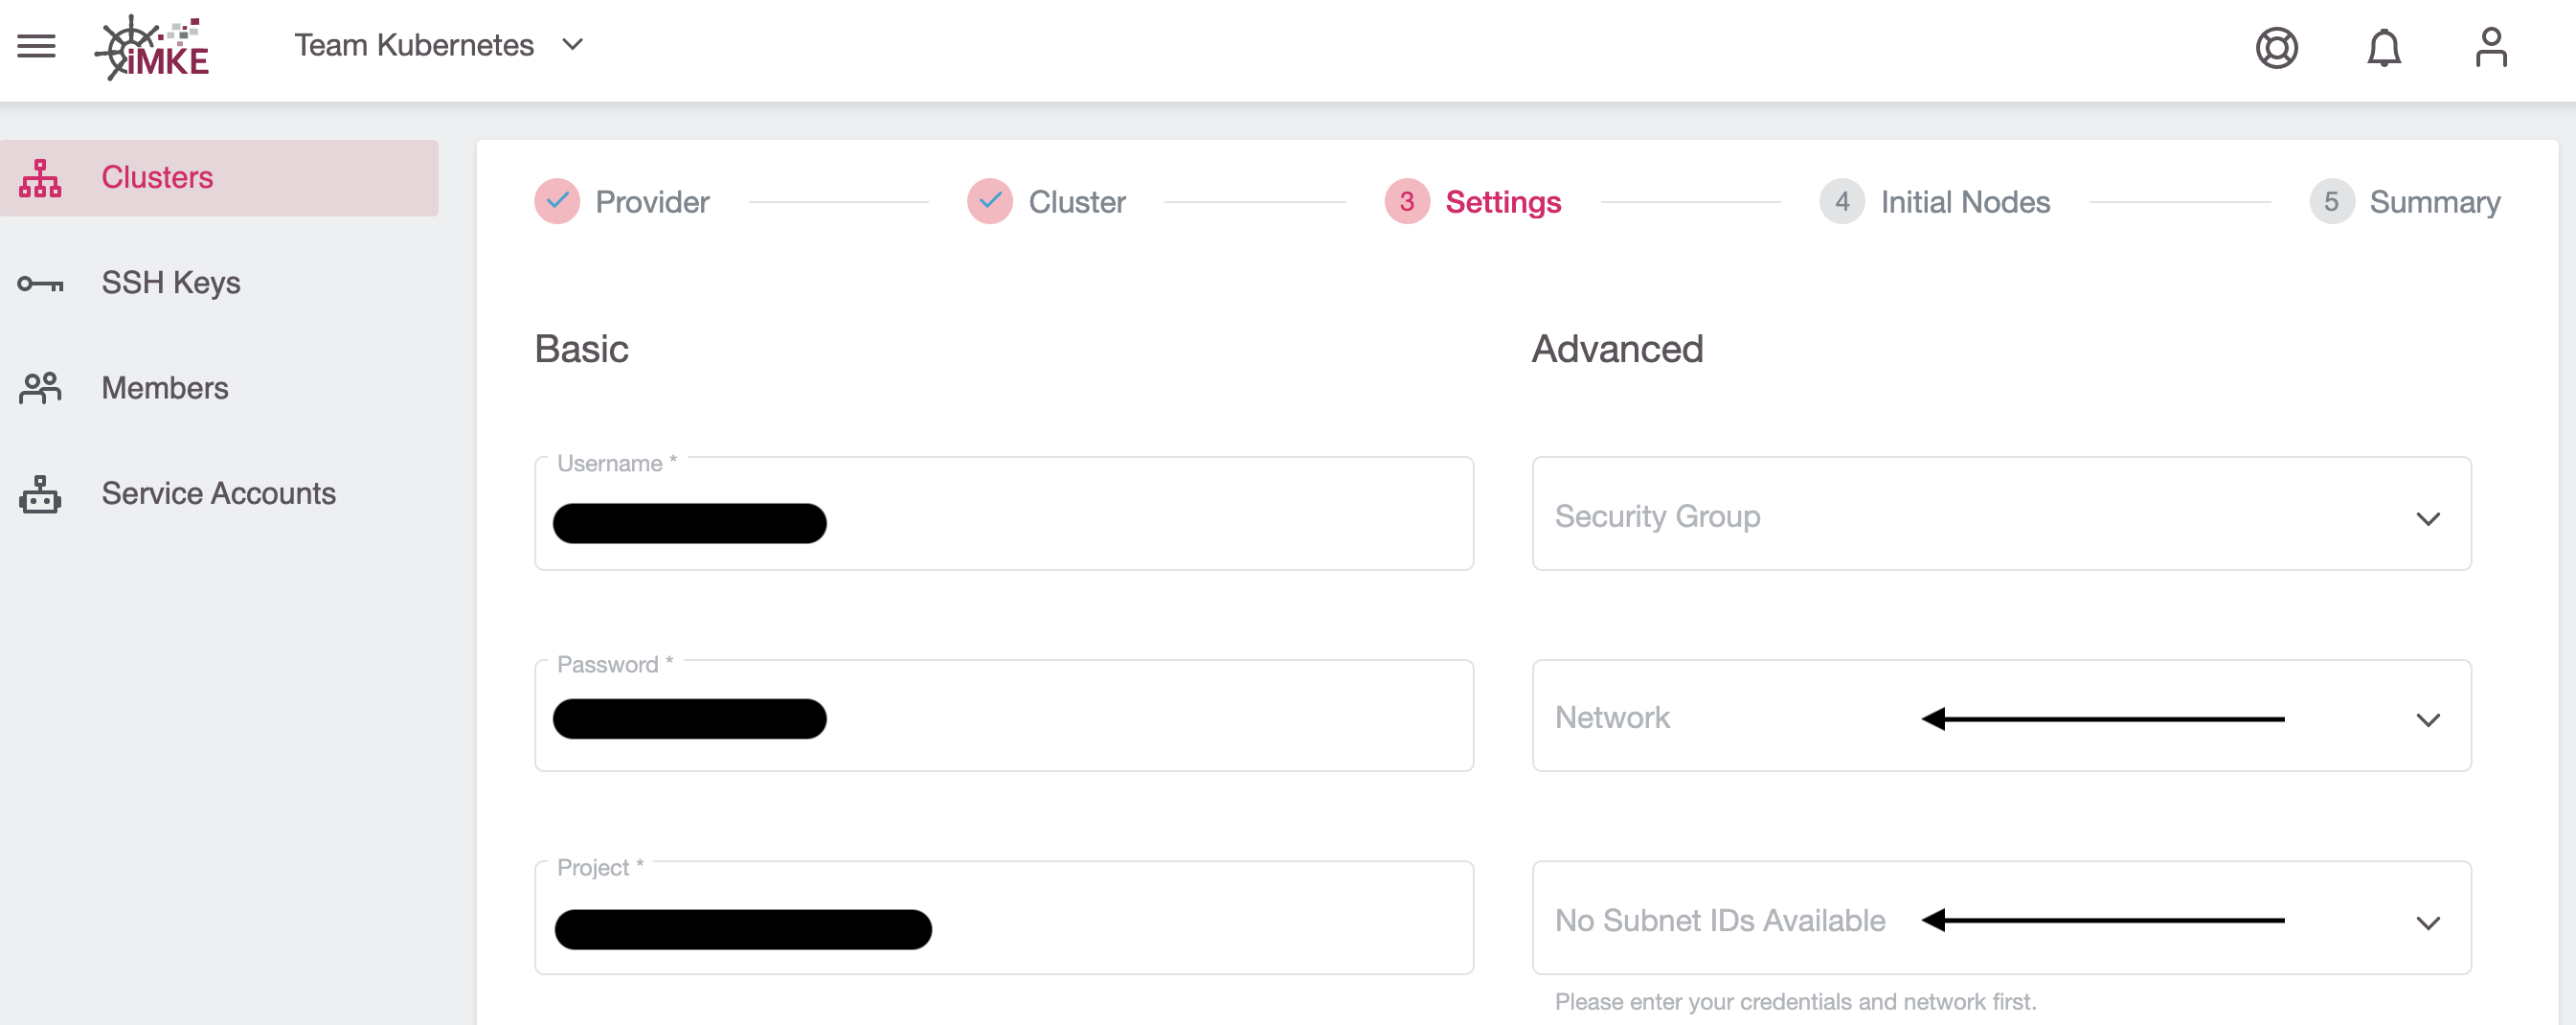 iMKE
Team Kubernetes
Clusters
SSH Keys
Members
Service Accounts
Provider
Cluster
3 Settings
4 Initial Nodes
5 Summary
Basic
Advanced
Username *
Security Group
Password *
Network
Project *
No Subnet IDs Available
Please enter your credentials and network first.